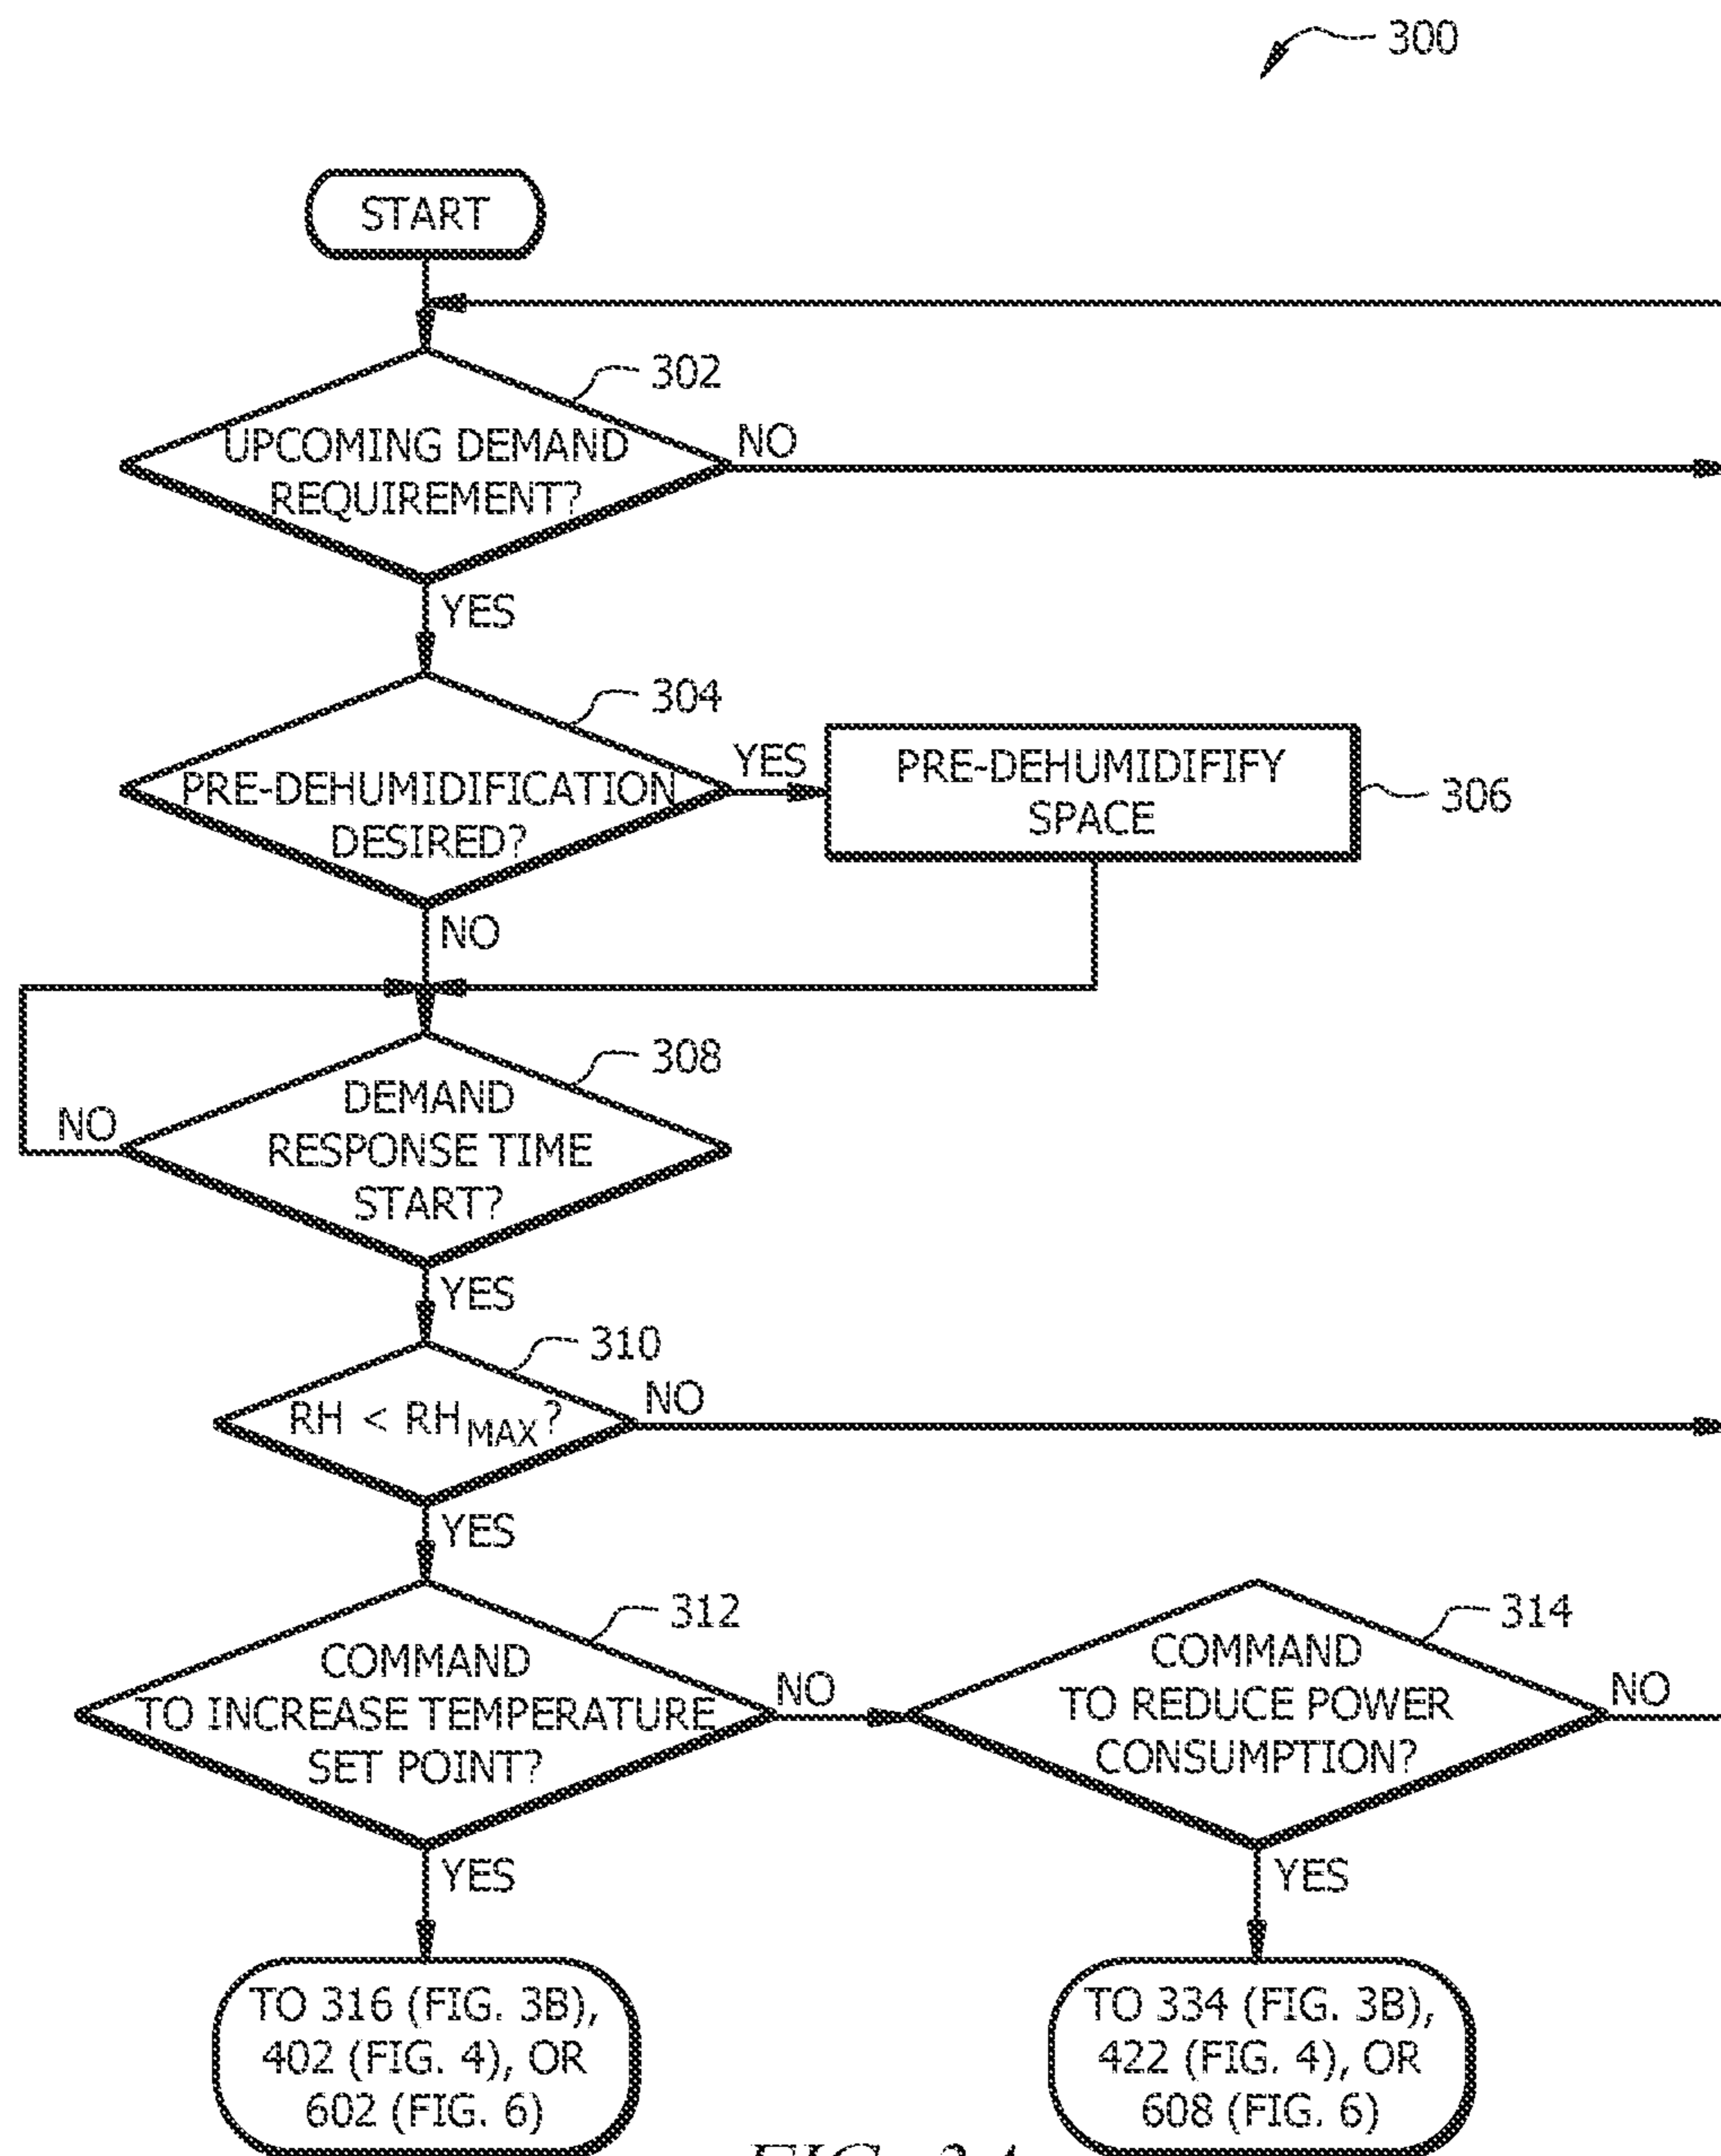 300
START
302
UPCOMING DEMAND
REQUIREMENT?
NO
YES
304
PRE-DEHUMIDIFICATION
DESIRED?
YES
PRE-DEHUMIDIFIFY
SPACE
306
NO
308
DEMAND
RESPONSE TIME
START?
NO
YES
310
RH < RHMAX?
NO
YES
312
COMMAND
TO INCREASE TEMPERATURE
SET POINT?
NO
314
COMMAND
TO REDUCE POWER
CONSUMPTION?
NO
YES
YES
TO 316 (FIG. 3B),
402 (FIG. 4), OR
602 (FIG. 6)
TO 334 (FIG. 3B),
422 (FIG. 4), OR
608 (FIG. 6)
FIG. 3A